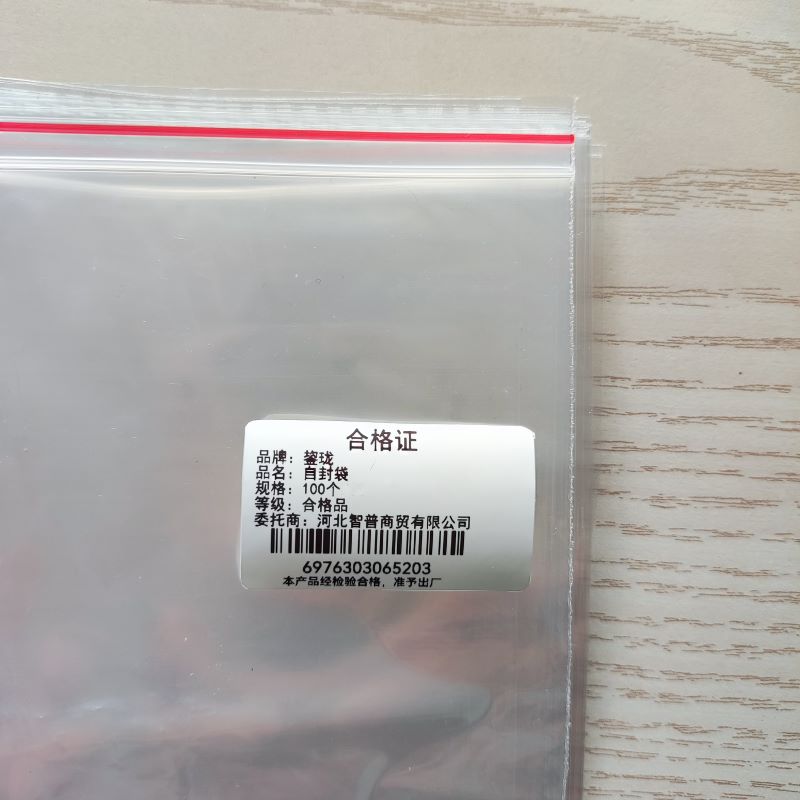 合格证
品牌：鋆珑
品名：自封袋
规格：100个
等级：合格品
委托商：河北智普商贸有限公司
6976303065203
本产品经检验合格，准予出厂